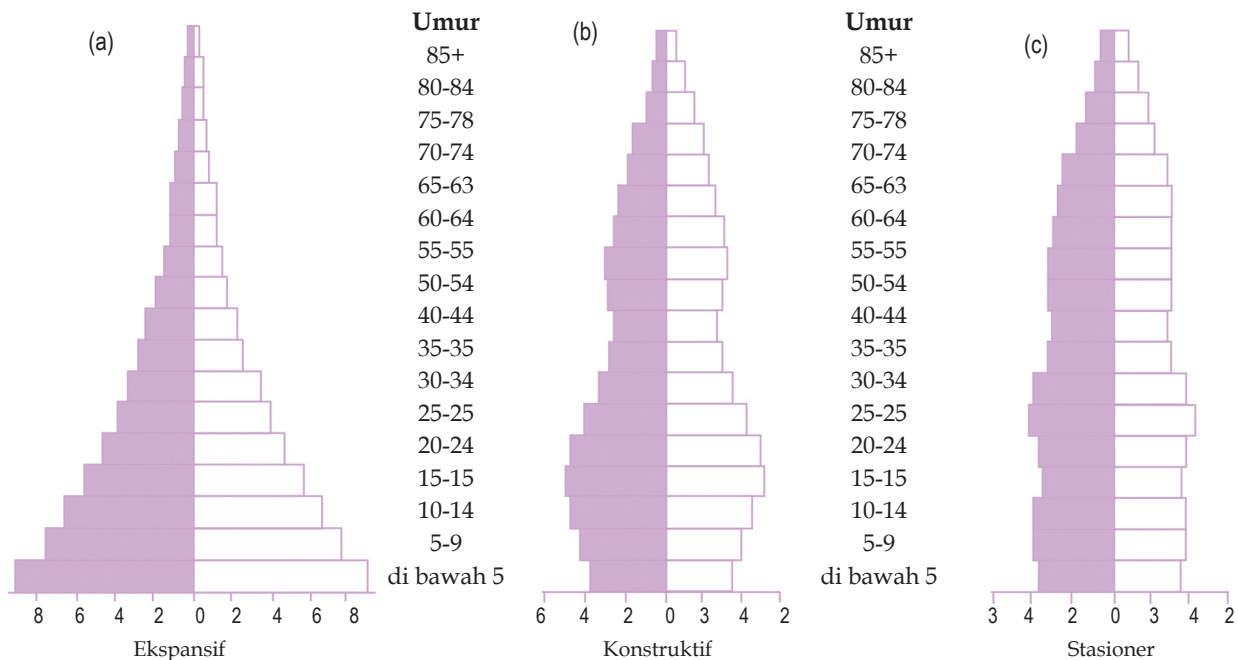 (a)
Umur
85+
80-84
75-78
70-74
65-63
60-64
55-55
50-54
40-44
35-35
30-34
25-25
20-24
15-15
10-14
5-9
di bawah 5
8 6 4 2 0 2 4 6 8
Ekspansif
(b)
6 4 2 0 3 4 2
Konstruktif
Umur
85+
80-84
75-78
70-74
65-63
60-64
55-55
50-54
40-44
35-35
30-34
25-25
20-24
15-15
10-14
5-9
di bawah 5
(c)
3 3 2 0 3 4 2
Stasioner